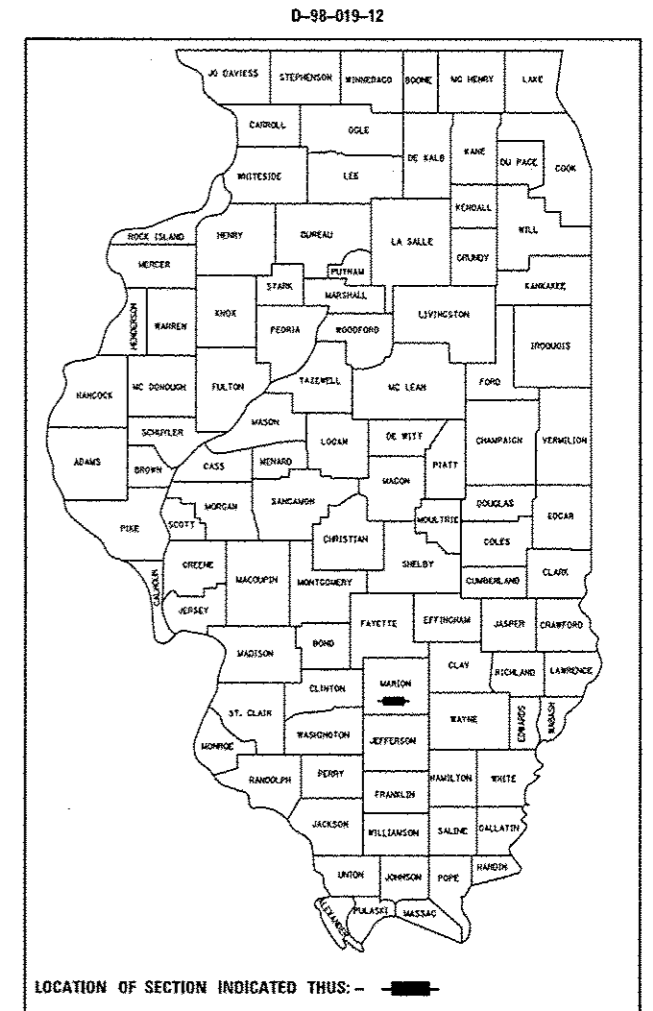 D-98-019-12
JO DAVIESS STEPHENSON WINNEBAGO BOONE MC HENRY LAKE
CARROLL OGLE DE KALB KANE DU PAGE COOK
WHITESIDE LEE KENDALL WILL
ROCK ISLAND HENRY BUREAU LA SALLE GRUNDY
MERCER PUTNAM KANKAKEE
STARK MARSHALL
HENDERSON WARREN KNOX PEORIA WOODFORD LIVINGSTON IROQUOIS
HANCOCK MC DONOUGH FULTON TAZEWELL MC LEAN FORD
MASON
SCHUYLER LOGAN DE WITT CHAMPAIGN VERMILION
ADAMS BROWN CASS MENARD MACON PIATT
MORGAN SANGAMON DOUGLAS EDGAR
PIKE SCOTT CHRISTIAN MOULTRIE COLES
GREENE MACOUPIN MONTGOMERY SHELBY CUMBERLAND CLARK
CALHOUN JERSEY FAYETTE EFFINGHAM JASPER CRAWFORD
MADISON BOND CLAY RICHLAND LAWRENCE
CLINTON MARION
ST. CLAIR WASHINGTON WAYNE EDWARDS WABASH
MONROE JEFFERSON
RANDOLPH PERRY HAMILTON WHITE
FRANKLIN
JACKSON WILLIAMSON SALINE GALLATIN
UNION JOHNSON POPE HARDIN
ALEXANDER PULASKI MASSAC
LOCATION OF SECTION INDICATED THUS: -